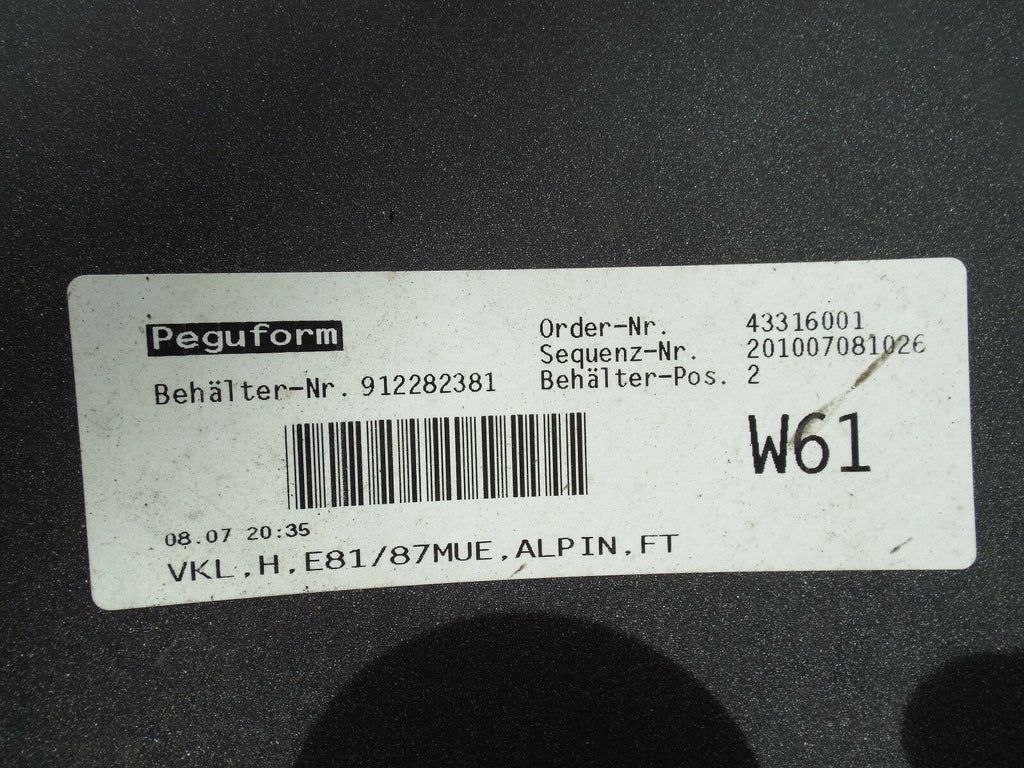 Peguform
Behälter-Nr. 912282381
Order-Nr. 43316001
Sequenz-Nr. 201007081026
Behälter-Pos. 2
W61
08.07 20:35
VKL.H.E81/87MUE.ALPIN.FT